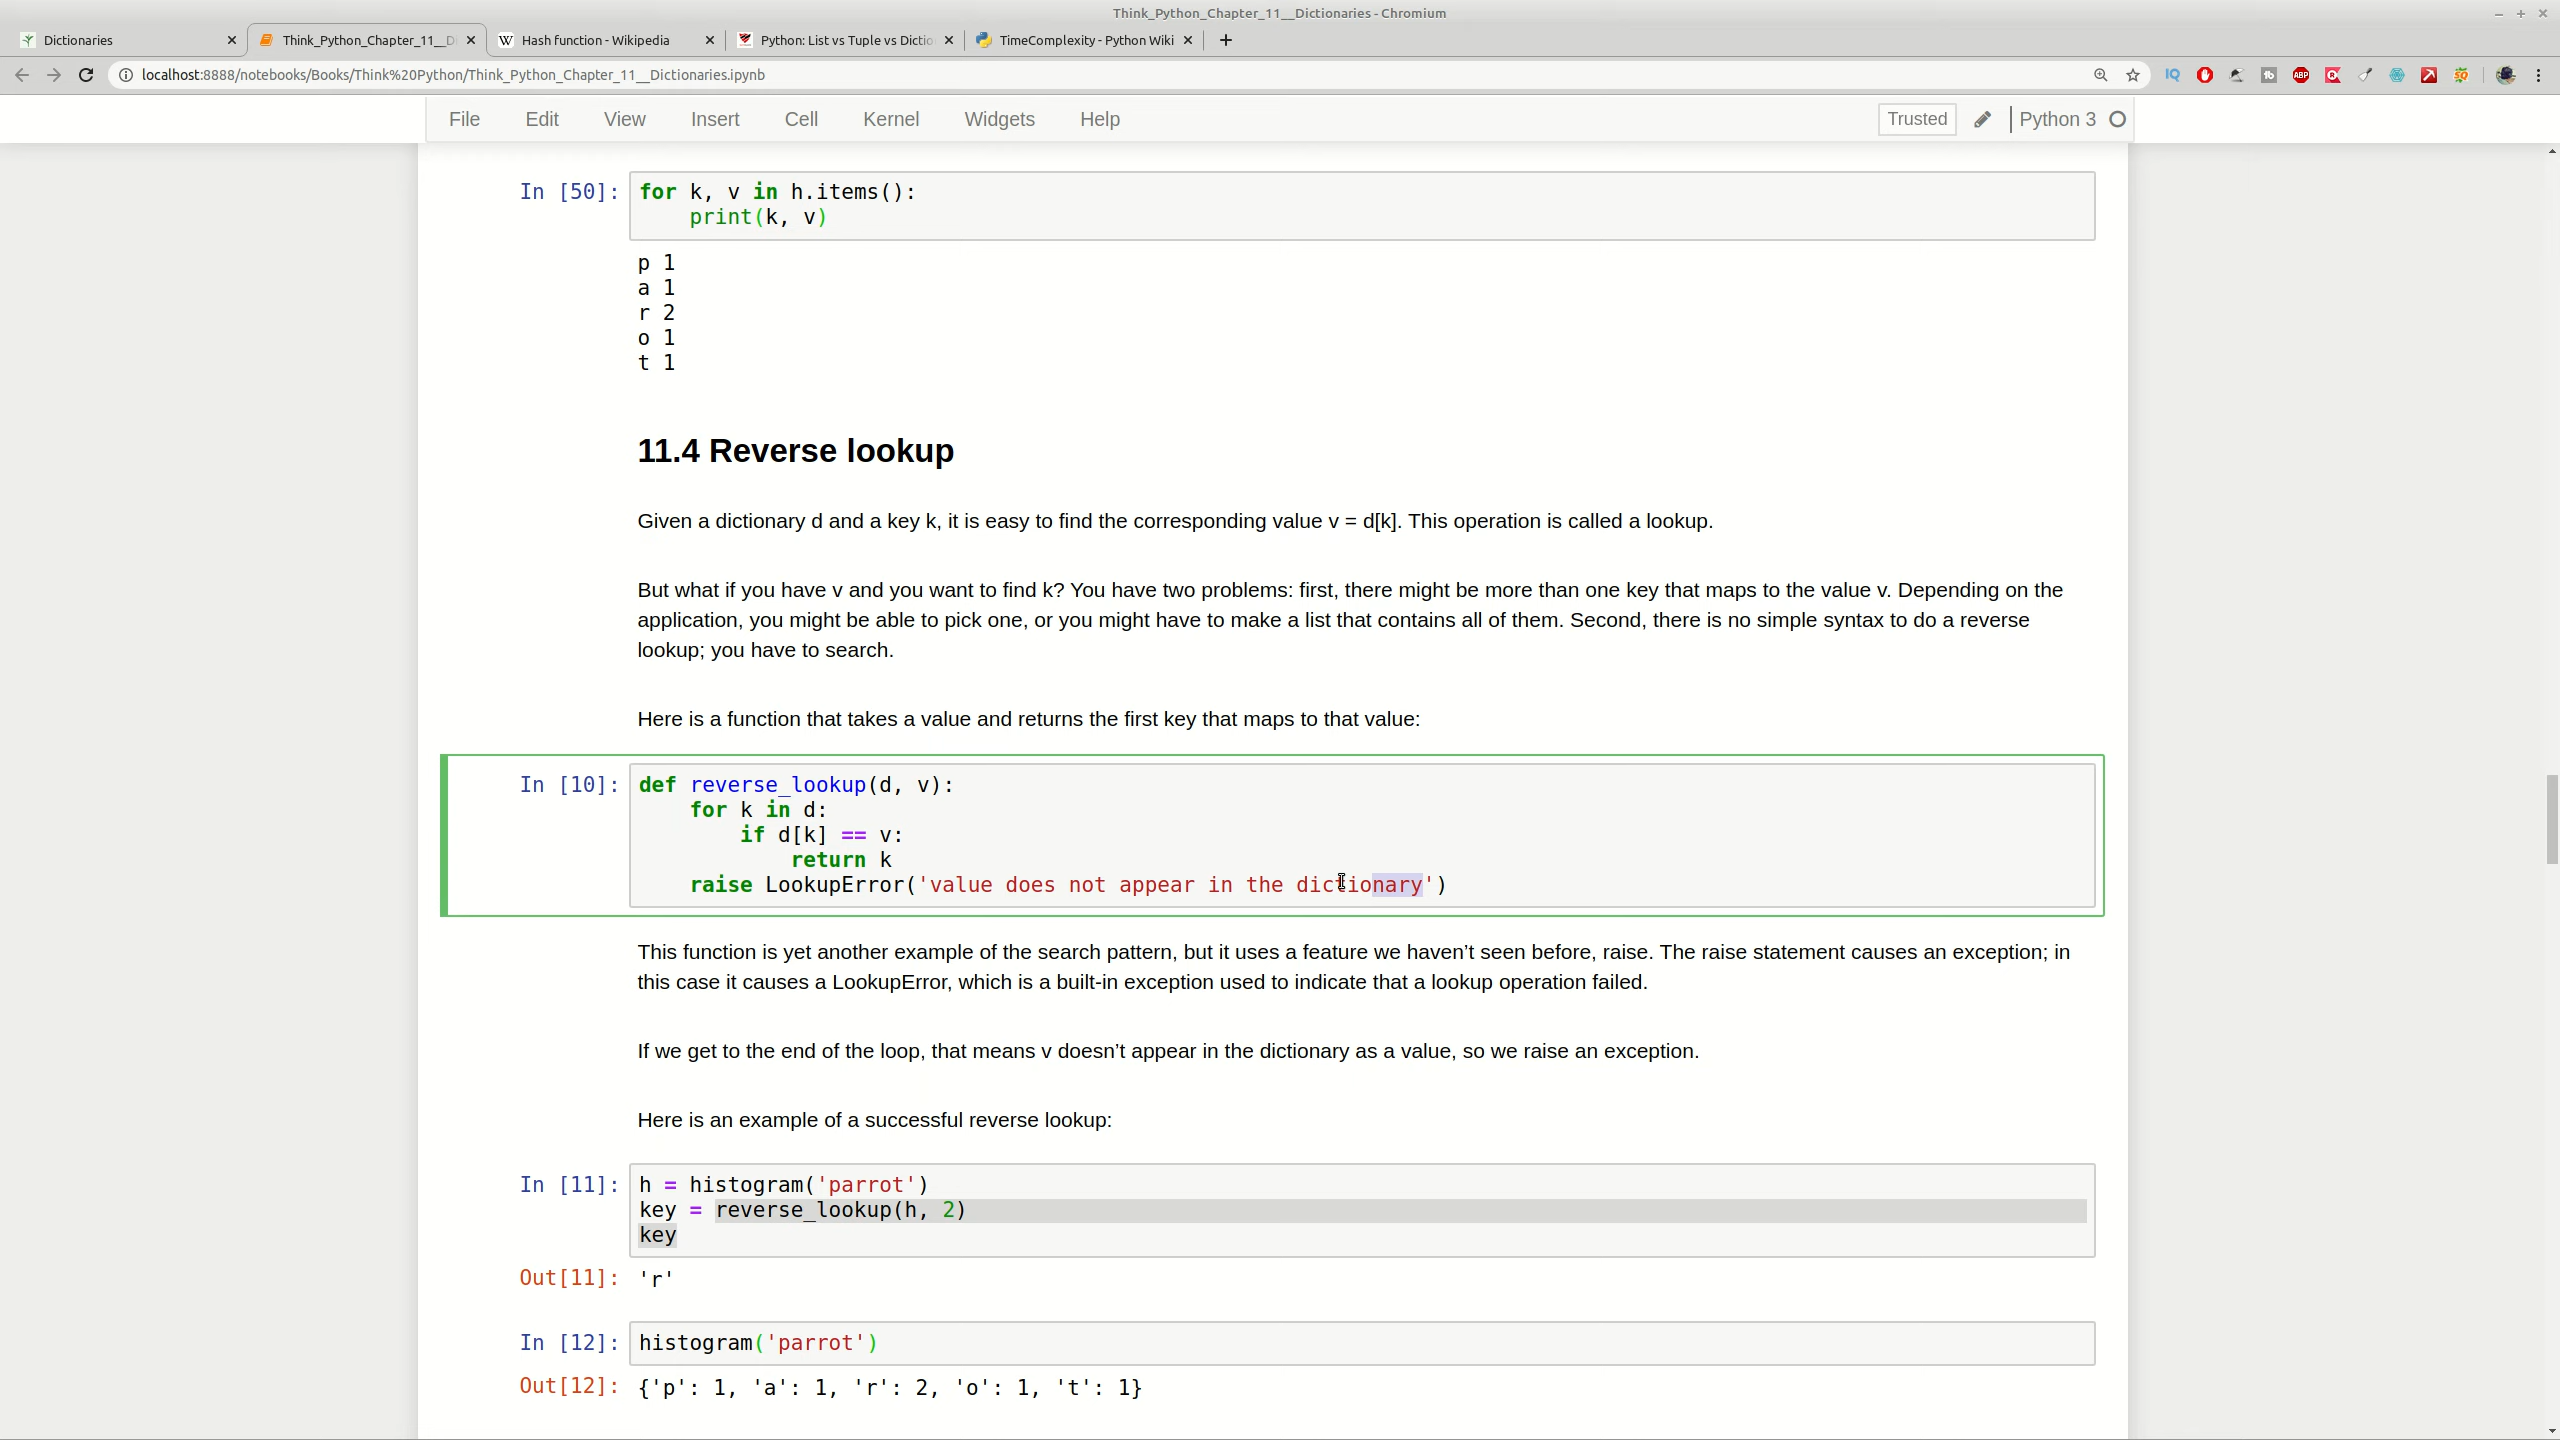 Think_Python_Chapter_11__Dictionaries - Chromium
Dictionaries
Think_Python_Chapter_11__D
Hash function - Wikipedia
Python: List vs Tuple vs Dictio
TimeComplexity - Python Wiki
localhost:8888/notebooks/Books/Think%20Python/Think_Python_Chapter_11__Dictionaries.ipynb
File Edit View Insert Cell Kernel Widgets Help Trusted Python 3
In [50]: for k, v in h.items():
    print(k, v)
p 1
a 1
r 2
o 1
t 1
11.4 Reverse lookup
Given a dictionary d and a key k, it is easy to find the corresponding value v = d[k]. This operation is called a lookup.
But what if you have v and you want to find k? You have two problems: first, there might be more than one key that maps to the value v. Depending on the
application, you might be able to pick one, or you might have to make a list that contains all of them. Second, there is no simple syntax to do a reverse
lookup; you have to search.
Here is a function that takes a value and returns the first key that maps to that value:
In [10]: def reverse_lookup(d, v):
    for k in d:
        if d[k] == v:
            return k
    raise LookupError('value does not appear in the dictionary')
This function is yet another example of the search pattern, but it uses a feature we haven’t seen before, raise. The raise statement causes an exception; in
this case it causes a LookupError, which is a built-in exception used to indicate that a lookup operation failed.
If we get to the end of the loop, that means v doesn’t appear in the dictionary as a value, so we raise an exception.
Here is an example of a successful reverse lookup:
In [11]: h = histogram('parrot')
key = reverse_lookup(h, 2)
key
Out[11]: 'r'
In [12]: histogram('parrot')
Out[12]: {'p': 1, 'a': 1, 'r': 2, 'o': 1, 't': 1}